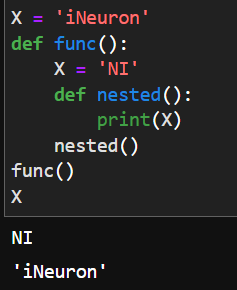 X = 'iNeuron'
def func():
    X = 'NI'
    def nested():
        print(X)
    nested()
func()
X
NI
'iNeuron'